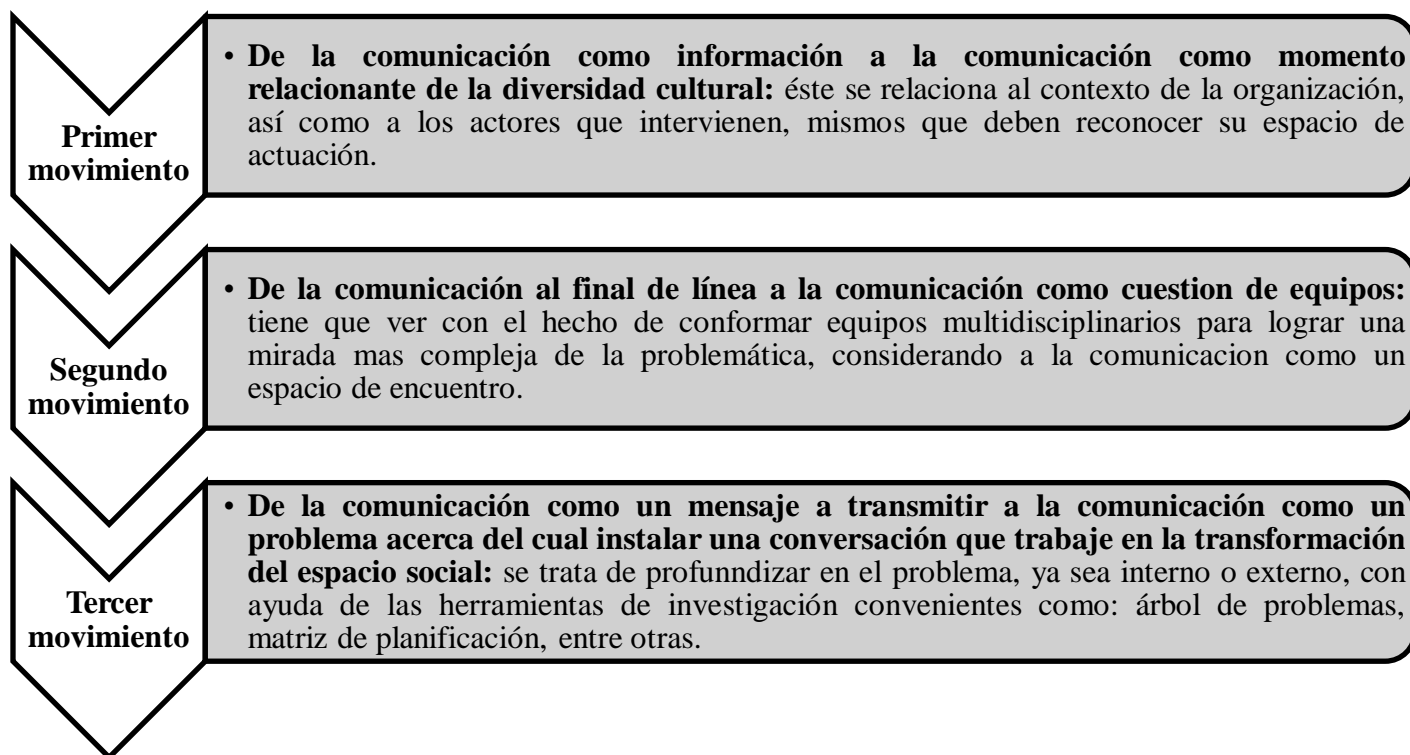 Primer
movimiento
• De la comunicación como información a la comunicación como momento
relacionante de la diversidad cultural: éste se relaciona al contexto de la organización,
así como a los actores que intervienen, mismos que deben reconocer su espacio de
actuación.
Segundo
movimiento
• De la comunicación al final de línea a la comunicación como cuestion de equipos:
tiene que ver con el hecho de conformar equipos multidisciplinarios para lograr una
mirada mas compleja de la problemática, considerando a la comunicacion como un
espacio de encuentro.
Tercer
movimiento
• De la comunicación como un mensaje a transmitir a la comunicación como un
problema acerca del cual instalar una conversación que trabaje en la transformación
del espacio social: se trata de profunndizar en el problema, ya sea interno o externo, con
ayuda de las herramientas de investigación convenientes como: árbol de problemas,
matriz de planificación, entre otras.